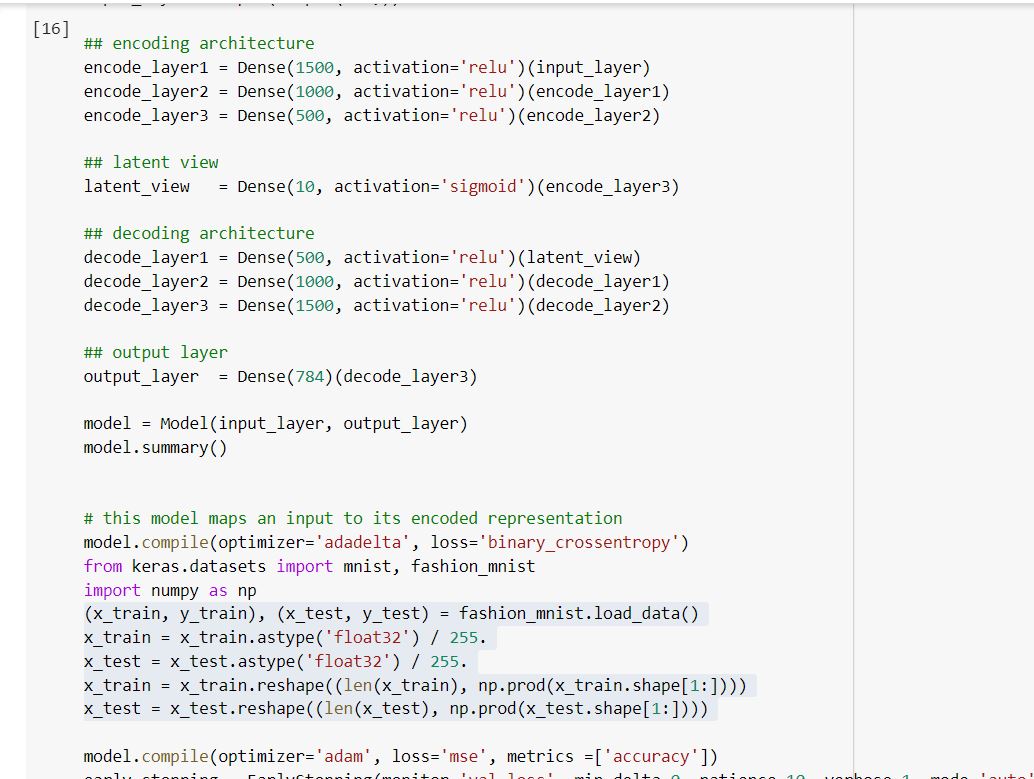 [16]
## encoding architecture
encode_layer1 = Dense(1500, activation='relu')(input_layer)
encode_layer2 = Dense(1000, activation='relu')(encode_layer1)
encode_layer3 = Dense(500, activation='relu')(encode_layer2)
## latent view
latent_view   = Dense(10, activation='sigmoid')(encode_layer3)
## decoding architecture
decode_layer1 = Dense(500, activation='relu')(latent_view)
decode_layer2 = Dense(1000, activation='relu')(decode_layer1)
decode_layer3 = Dense(1500, activation='relu')(decode_layer2)
## output layer
output_layer  = Dense(784)(decode_layer3)
model = Model(input_layer, output_layer)
model.summary()
# this model maps an input to its encoded representation
model.compile(optimizer='adadelta', loss='binary_crossentropy')
from keras.datasets import mnist, fashion_mnist
import numpy as np
(x_train, y_train), (x_test, y_test) = fashion_mnist.load_data()
x_train = x_train.astype('float32') / 255.
x_test = x_test.astype('float32') / 255.
x_train = x_train.reshape((len(x_train), np.prod(x_train.shape[1:])))
x_test = x_test.reshape((len(x_test), np.prod(x_test.shape[1:])))
model.compile(optimizer='adam', loss='mse', metrics =['accuracy'])